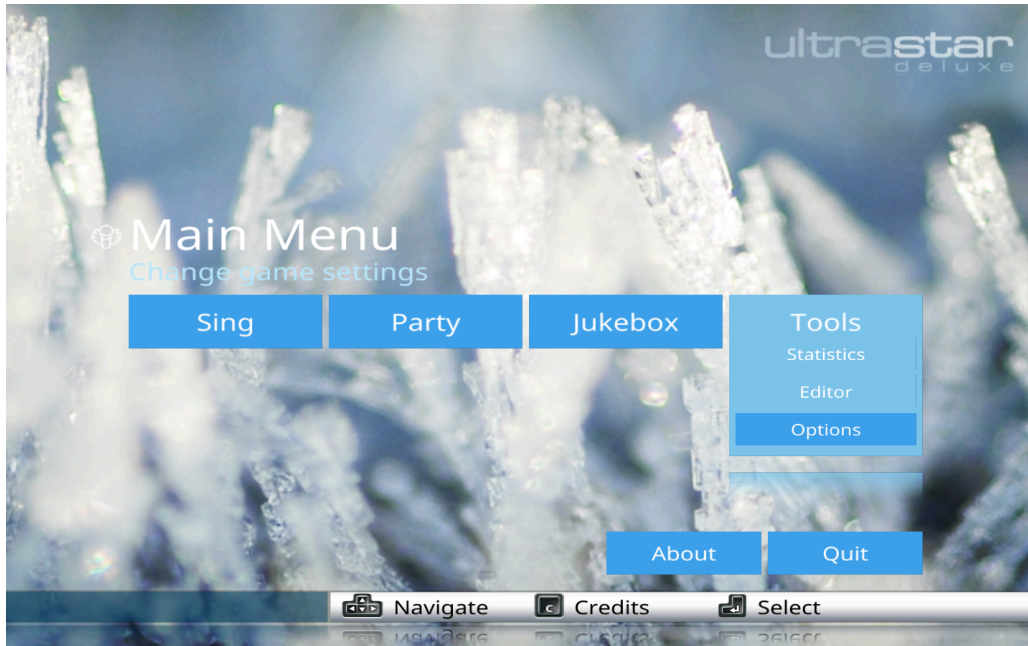 ultrastar
deluxe
Main Menu
Change game settings
Sing
Party
Jukebox
Tools
Statistics
Editor
Options
About
Quit
Navigate
c
Credits
Select